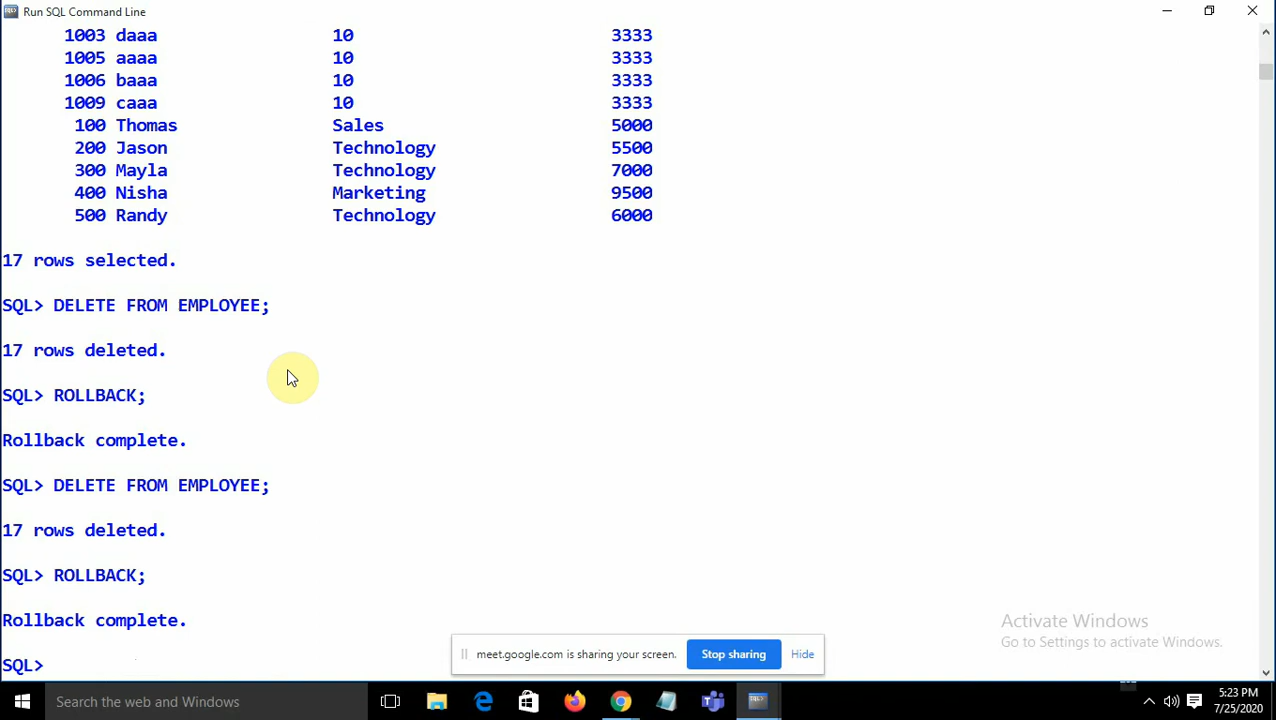 Run SQL Command Line
1003 daaa 10 3333
1005 aaaa 10 3333
1006 baaa 10 3333
1009 caaa 10 3333
100 Thomas Sales 5000
200 Jason Technology 5500
300 Mayla Technology 7000
400 Nisha Marketing 9500
500 Randy Technology 6000
17 rows selected.
SQL> DELETE FROM EMPLOYEE;
17 rows deleted.
SQL> ROLLBACK;
Rollback complete.
SQL> DELETE FROM EMPLOYEE;
17 rows deleted.
SQL> ROLLBACK;
Rollback complete.
SQL>
Activate Windows
Go to Settings to activate Windows.
meet.google.com is sharing your screen. Stop sharing Hide
Search the web and Windows
5:23 PM
7/25/2020